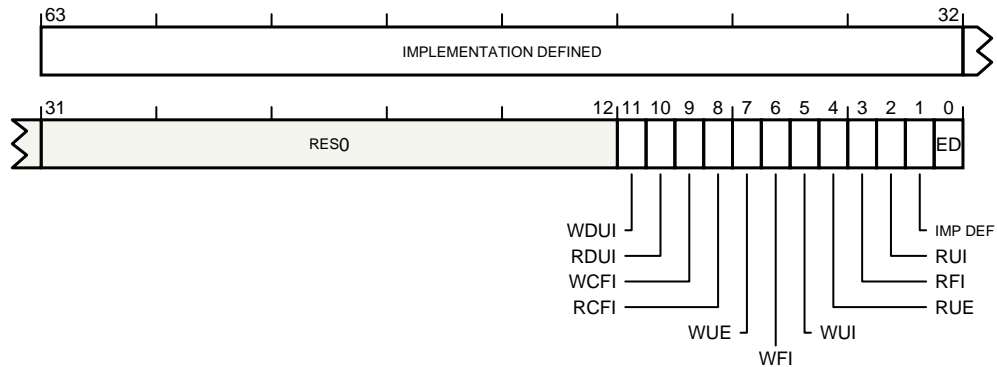 63 32
IMPLEMENTATION DEFINED
31 12 11 10 9 8 7 6 5 4 3 2 1 0
RES0 ED
WDUI IMP DEF
RDUI RUI
WCFI RFI
RCFI RUE
WUE WUI
WFI